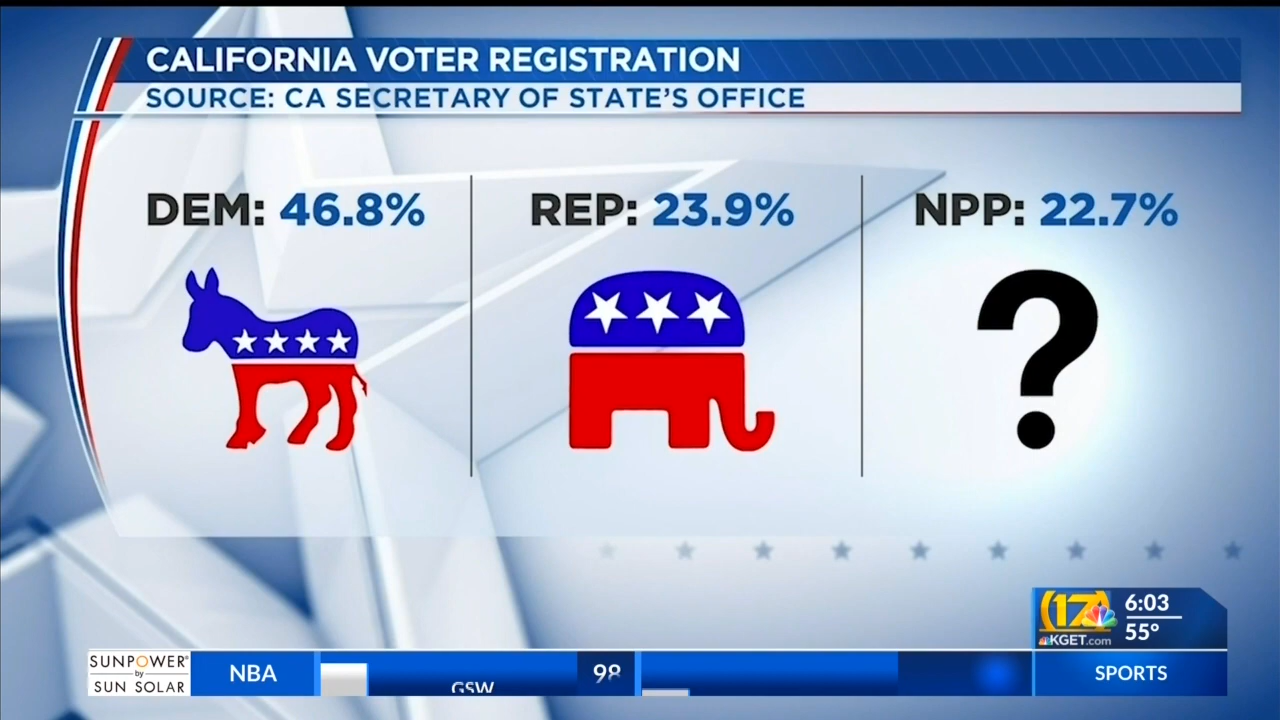 CALIFORNIA VOTER REGISTRATION
SOURCE: CA SECRETARY OF STATE'S OFFICE
DEM: 46.8%
REP: 23.9%
NPP: 22.7%
17
KGET.com
6:03
55°
SUNPOWER®
by
SUN SOLAR
NBA
GSW
98
SPORTS